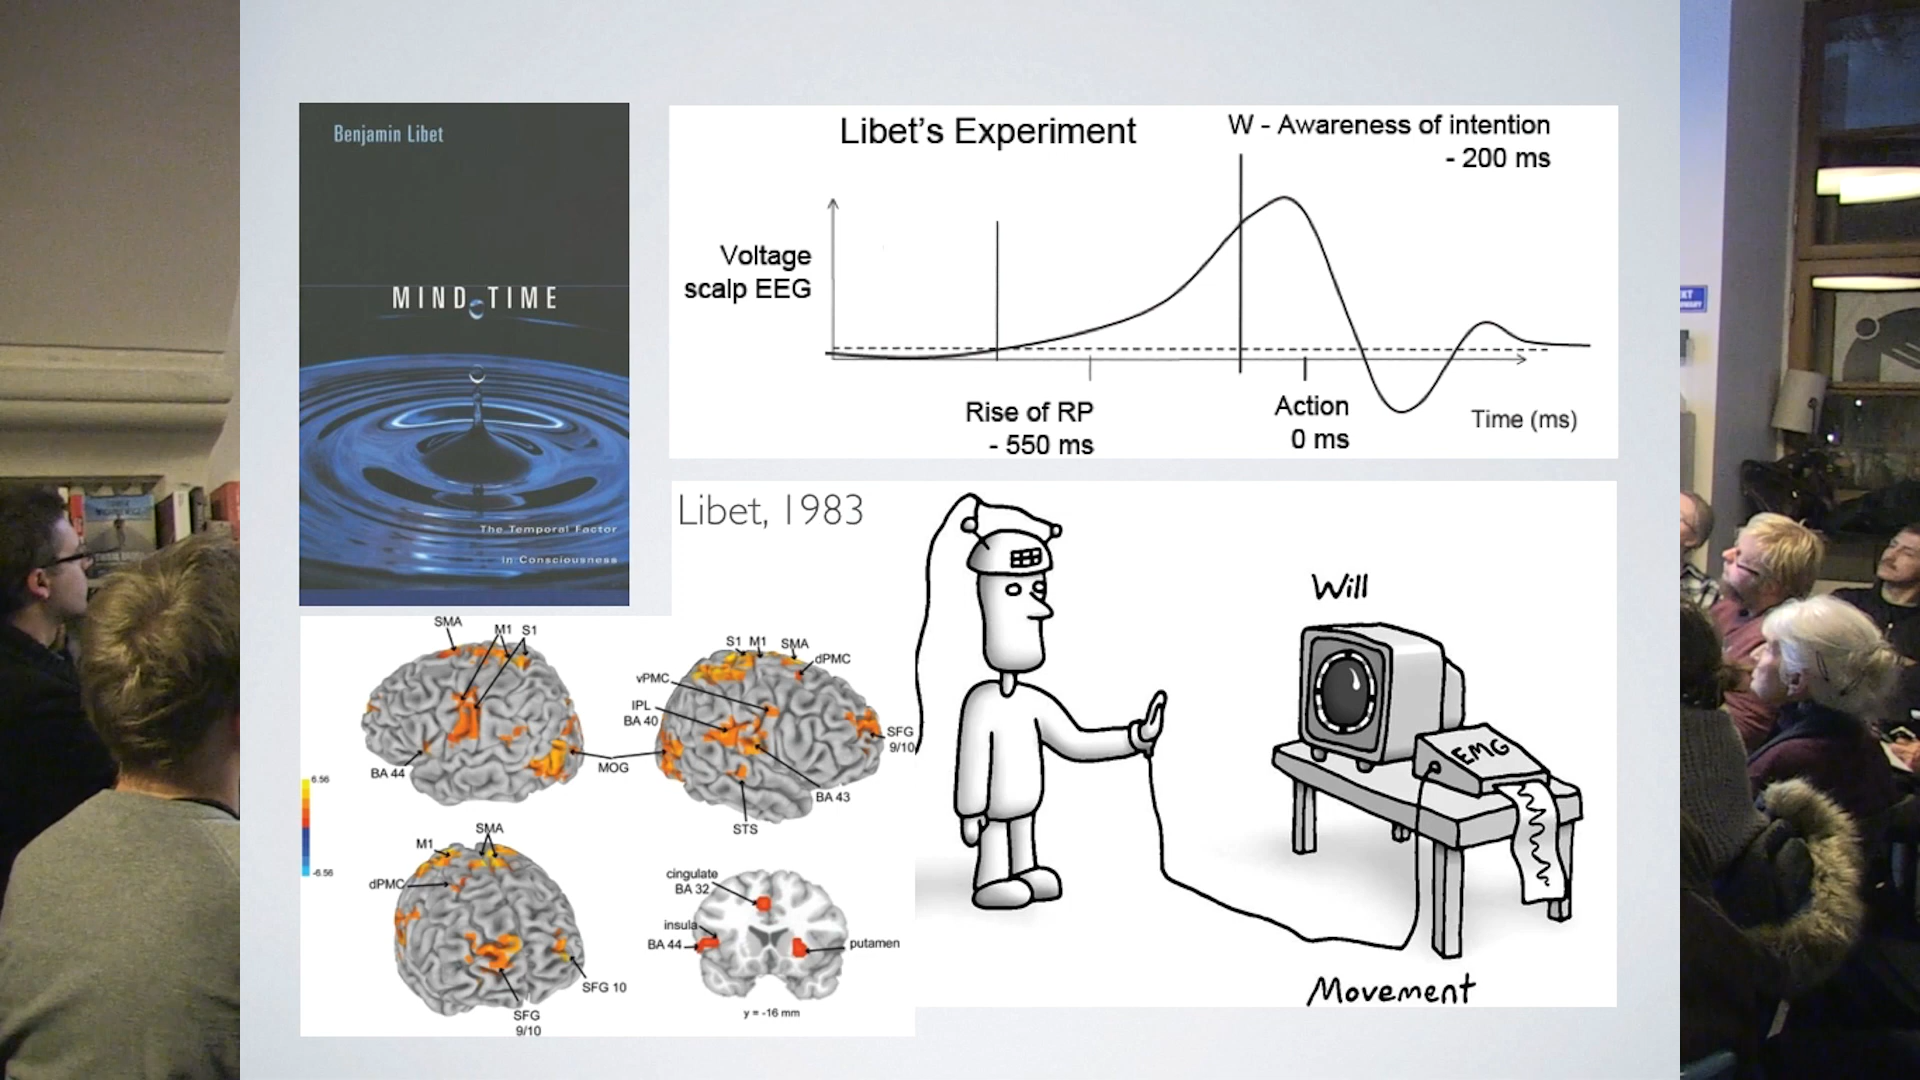 Benjamin Libet
MIND TIME
The Temporal Factor
in Consciousness
Libet's Experiment
W - Awareness of intention
- 200 ms
Voltage
scalp EEG
Rise of RP
- 550 ms
Action
0 ms
Time (ms)
Libet, 1983
Will
EMG
Movement
SMA
M1
S1
BA 44
MOG
6.56
-6.56
S1
M1
SMA
dPMC
vPMC
IPL
BA 40
SFG
9/10
BA 43
STS
SMA
M1
dPMC
SFG 10
SFG
9/10
cingulate
BA 32
insula
BA 44
putamen
y = -16 mm